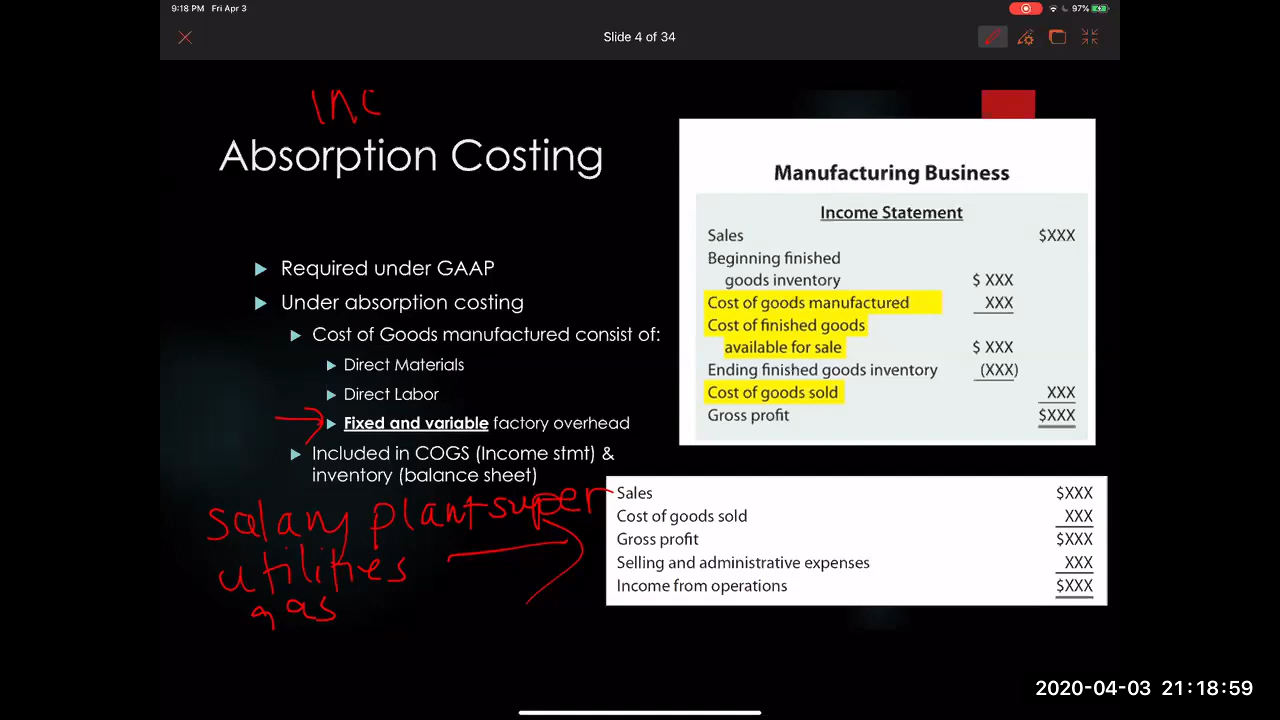 9:18 PM Fri Apr 3
97%
Slide 4 of 34
INC
Absorption Costing
Required under GAAP
Under absorption costing
Cost of Goods manufactured consist of:
Direct Materials
Direct Labor
Fixed and variable factory overhead
Included in COGS (Income stmt) &
inventory (balance sheet)
salary plant super
utilities
gas
Manufacturing Business
Income Statement
Sales $XXX
Beginning finished
goods inventory $ XXX
Cost of goods manufactured XXX
Cost of finished goods
available for sale $ XXX
Ending finished goods inventory (XXX)
Cost of goods sold XXX
Gross profit $XXX
Sales $XXX
Cost of goods sold XXX
Gross profit $XXX
Selling and administrative expenses XXX
Income from operations $XXX
2020-04-03 21:18:59